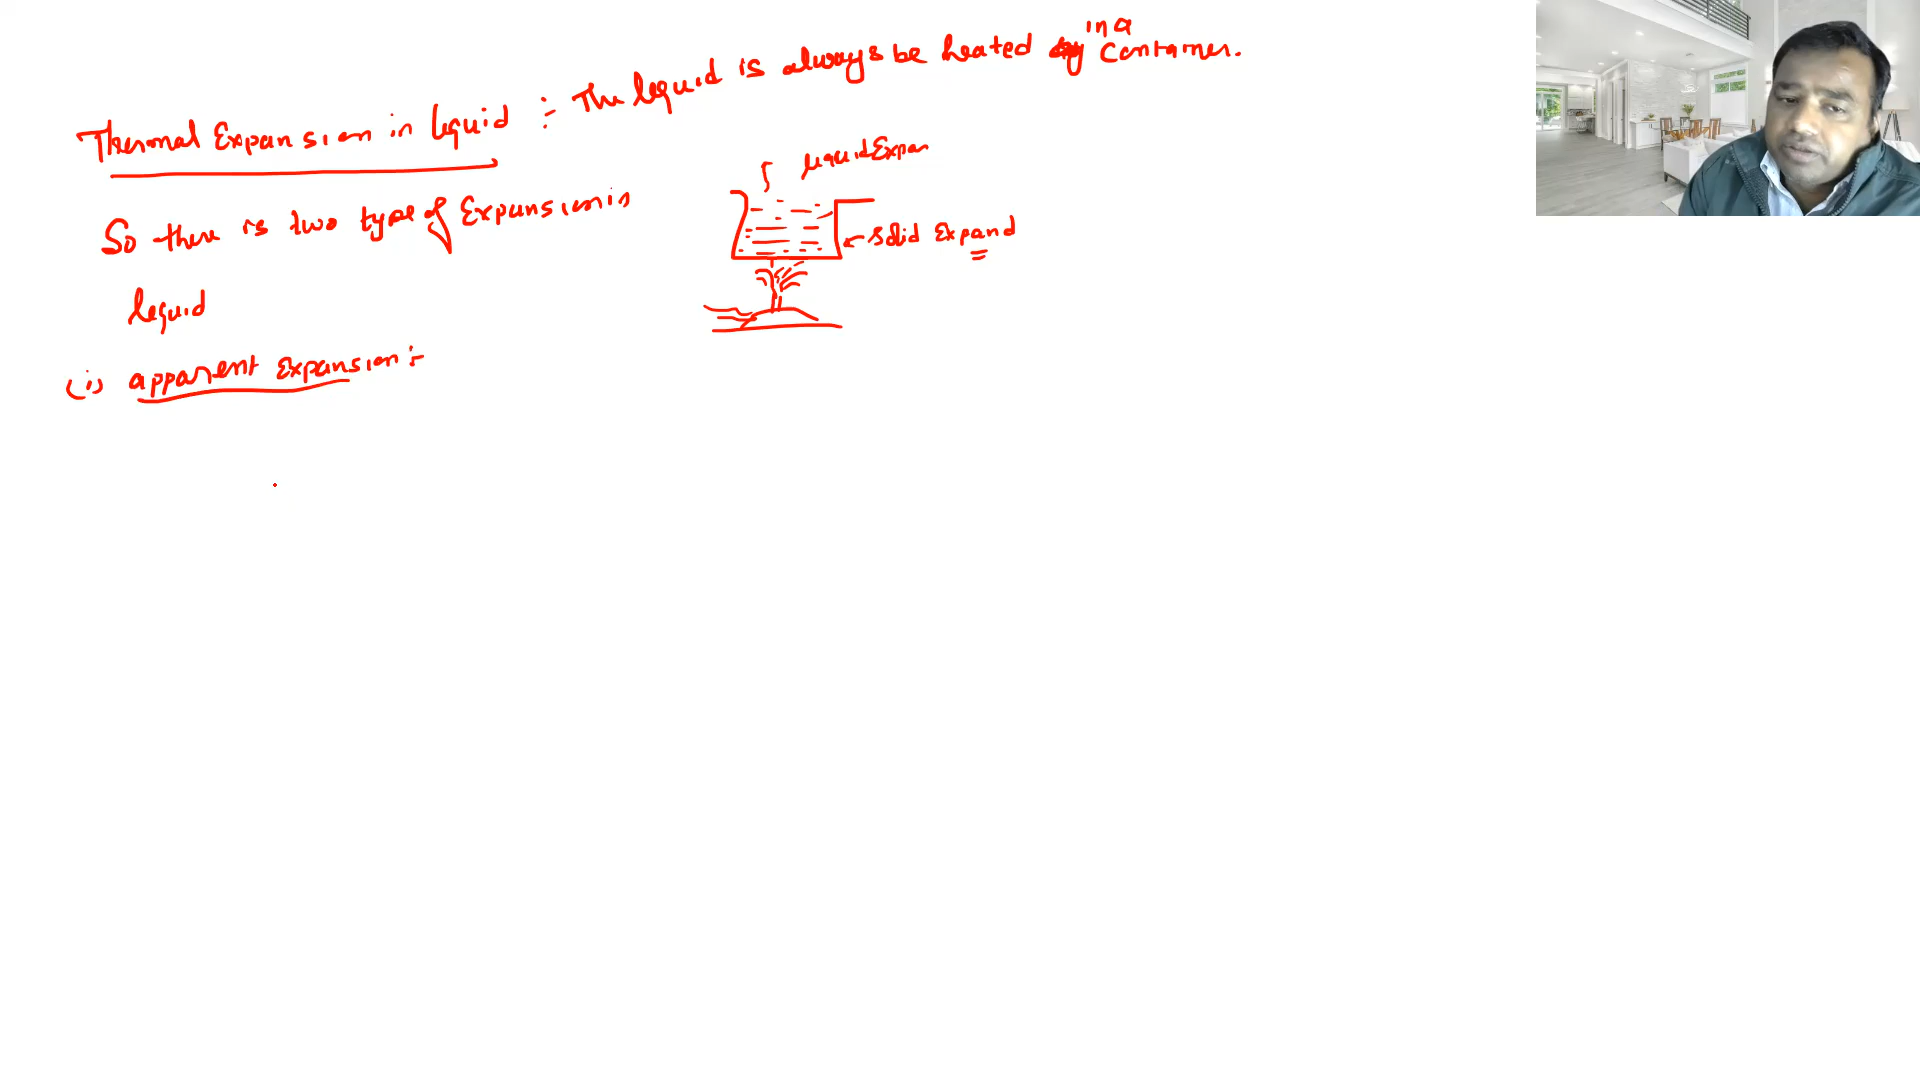 Thermal Expansion in liquid :- The liquid is always be heated in a Container.
liquid Expan
So there is two type of Expansion in
solid Expand
liquid
(i) apparent Expansion :-